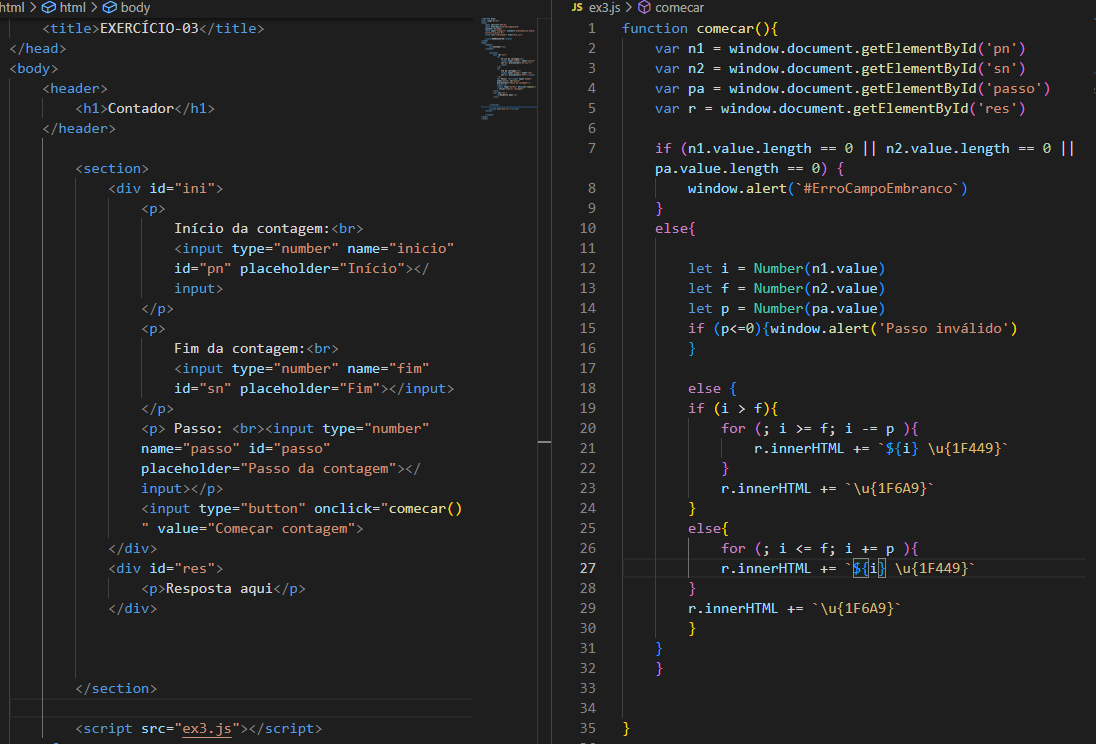 html > html > body
<title>EXERCÍCIO-03</title>
</head>
<body>
<header>
<h1>Contador</h1>
</header>
<section>
<div id="ini">
<p>
Início da contagem:<br>
<input type="number" name="inicio"
id="pn" placeholder="Início"></
input>
</p>
<p>
Fim da contagem:<br>
<input type="number" name="fim"
id="sn" placeholder="Fim"></input>
</p>
<p> Passo: <br><input type="number"
name="passo" id="passo"
placeholder="Passo da contagem"></
input></p>
<input type="button" onclick="comecar()
" value="Começar contagem">
</div>
<div id="res">
<p>Resposta aqui</p>
</div>
</section>
<script src="ex3.js"></script>
JS ex3.js > comecar
1 function comecar(){
2 var n1 = window.document.getElementById('pn')
3 var n2 = window.document.getElementById('sn')
4 var pa = window.document.getElementById('passo')
5 var r = window.document.getElementById('res')
6
7 if (n1.value.length == 0 || n2.value.length == 0 ||
pa.value.length == 0) {
8 window.alert(`#ErroCampoEmbranco`)
9 }
10 else{
11
12 let i = Number(n1.value)
13 let f = Number(n2.value)
14 let p = Number(pa.value)
15 if (p<=0){window.alert('Passo inválido')
16 }
17
18 else {
19 if (i > f){
20 for (; i >= f; i -= p ){
21 r.innerHTML += `${i} \u{1F449}`
22 }
23 r.innerHTML += `\u{1F6A9}`
24 }
25 else{
26 for (; i <= f; i += p ){
27 r.innerHTML += `${i} \u{1F449}`
28 }
29 r.innerHTML += `\u{1F6A9}`
30 }
31 }
32 }
33
34
35 }